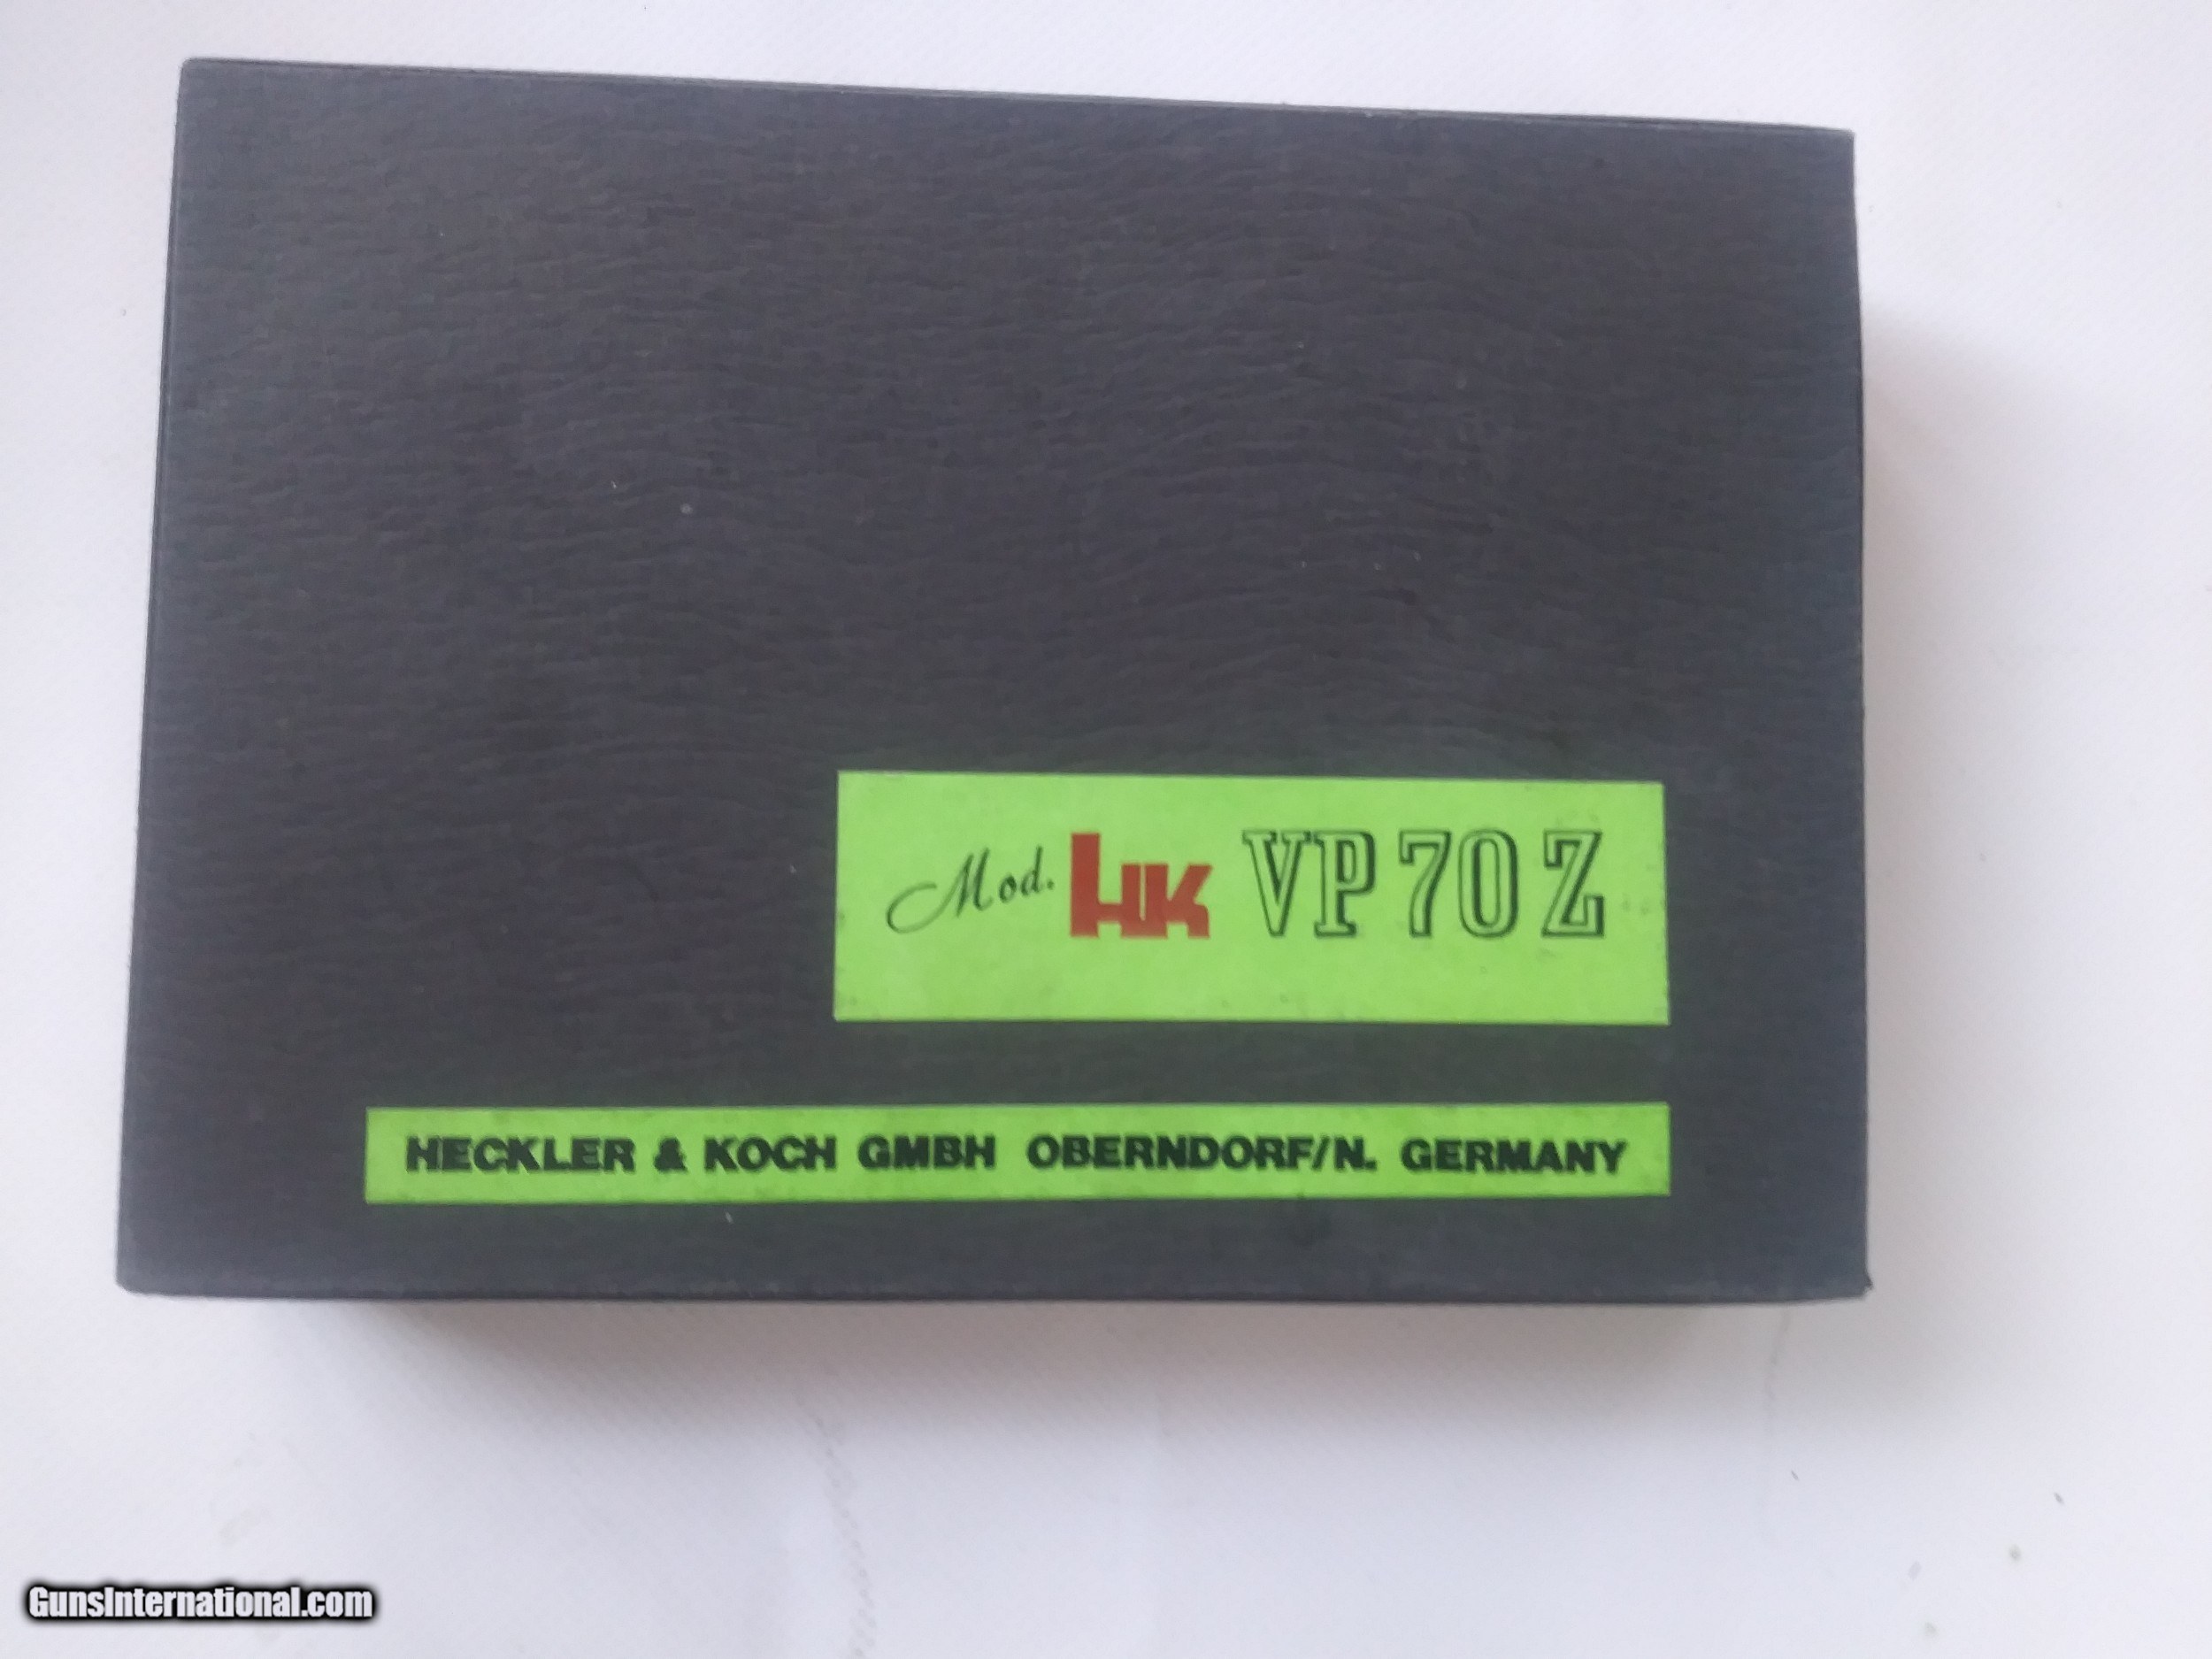 Mod. HK VP 70 Z
HECKLER & KOCH GMBH OBERNDORF/N. GERMANY
GunsInternational.com